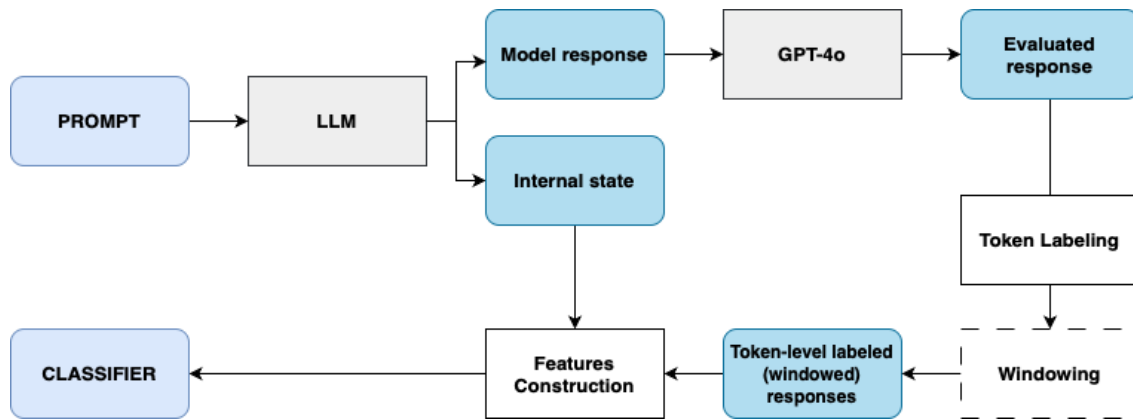 PROMPT
LLM
Model response
GPT-4o
Evaluated
response
Internal state
Token Labeling
CLASSIFIER
Features
Construction
Token-level labeled
(windowed)
responses
Windowing